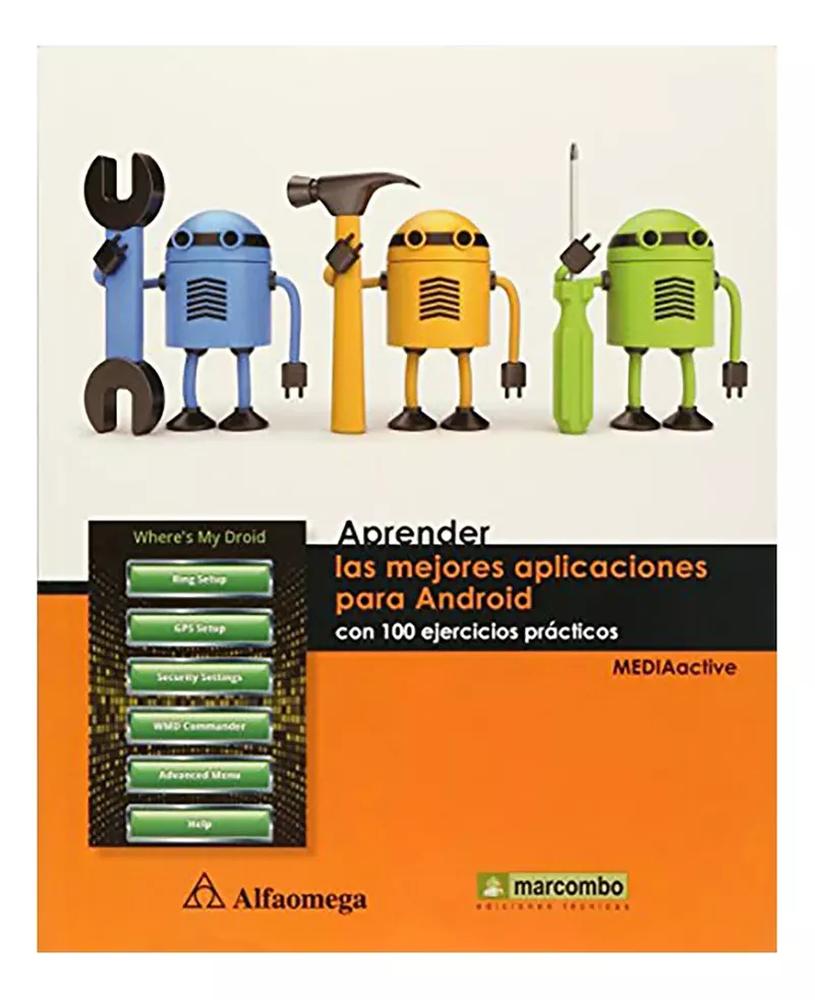 Where's My Droid
Ring Setup
GPS Setup
Security Settings
WMD Commander
Advanced Menu
Help
Aprender
las mejores aplicaciones
para Android
con 100 ejercicios prácticos
MEDIAactive
Alfaomega
marcombo
ediciones técnicas